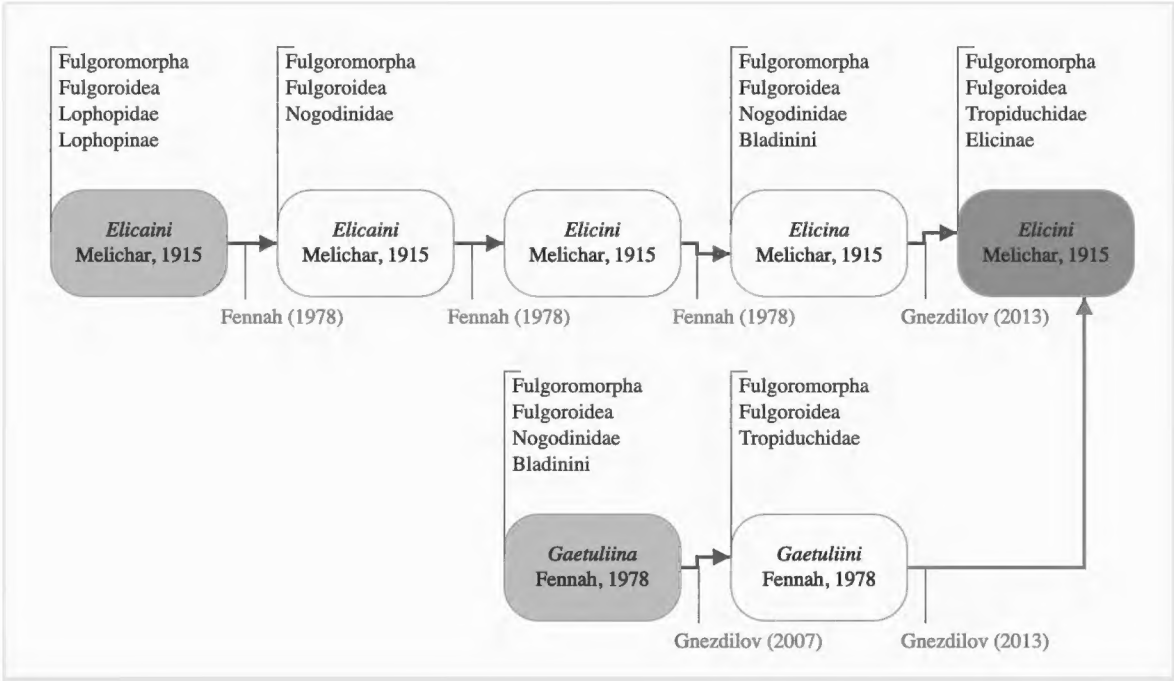 Fulgoromorpha
Fulgoroidea
Lophopidae
Lophopinae
Fulgoromorpha
Fulgoroidea
Nogodinidae
Fulgoromorpha
Fulgoroidea
Nogodinidae
Bladinini
Fulgoromorpha
Fulgoroidea
Tropiduchidae
Elicinae
Elicaini
Melichar, 1915
Elicaini
Melichar, 1915
Elicini
Melichar, 1915
Elicina
Melichar, 1915
Elicini
Melichar, 1915
Fennah (1978)
Fennah (1978)
Fennah (1978)
Gnezdilov (2013)
Fulgoromorpha
Fulgoroidea
Nogodinidae
Bladinini
Fulgoromorpha
Fulgoroidea
Tropiduchidae
Gaetuliina
Fennah, 1978
Gaetuliini
Fennah, 1978
Gnezdilov (2007)
Gnezdilov (2013)